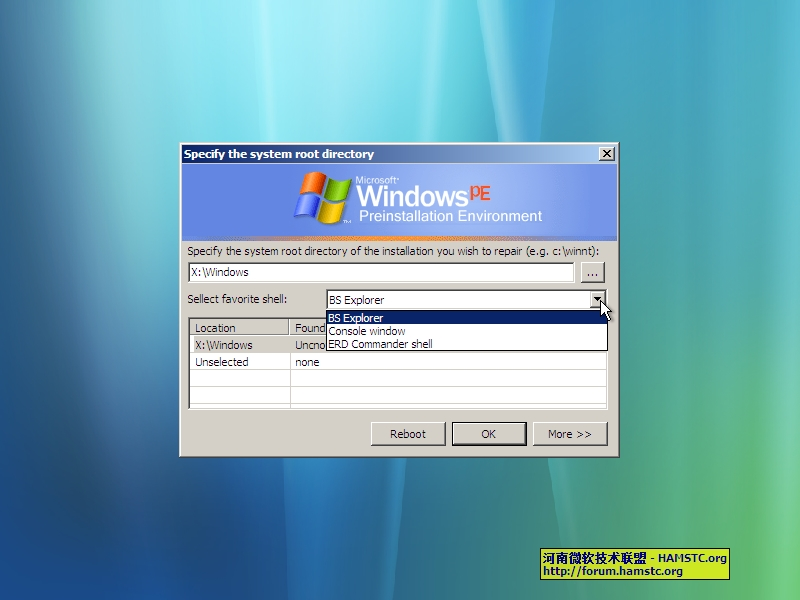 Specify the system root directory
Microsoft
Windows PE
Preinstallation Environment
Specify the system root directory of the installation you wish to repair (e.g. c:\winnt):
X:\Windows
...
Sellect favorite shell:
BS Explorer
BS Explorer
Console window
ERD Commander shell
Location
Found
X:\Windows
Uncno
Unselected
none
Reboot
OK
More >>
河南微软技术联盟 - HAMSTC.org
http://forum.hamstc.org